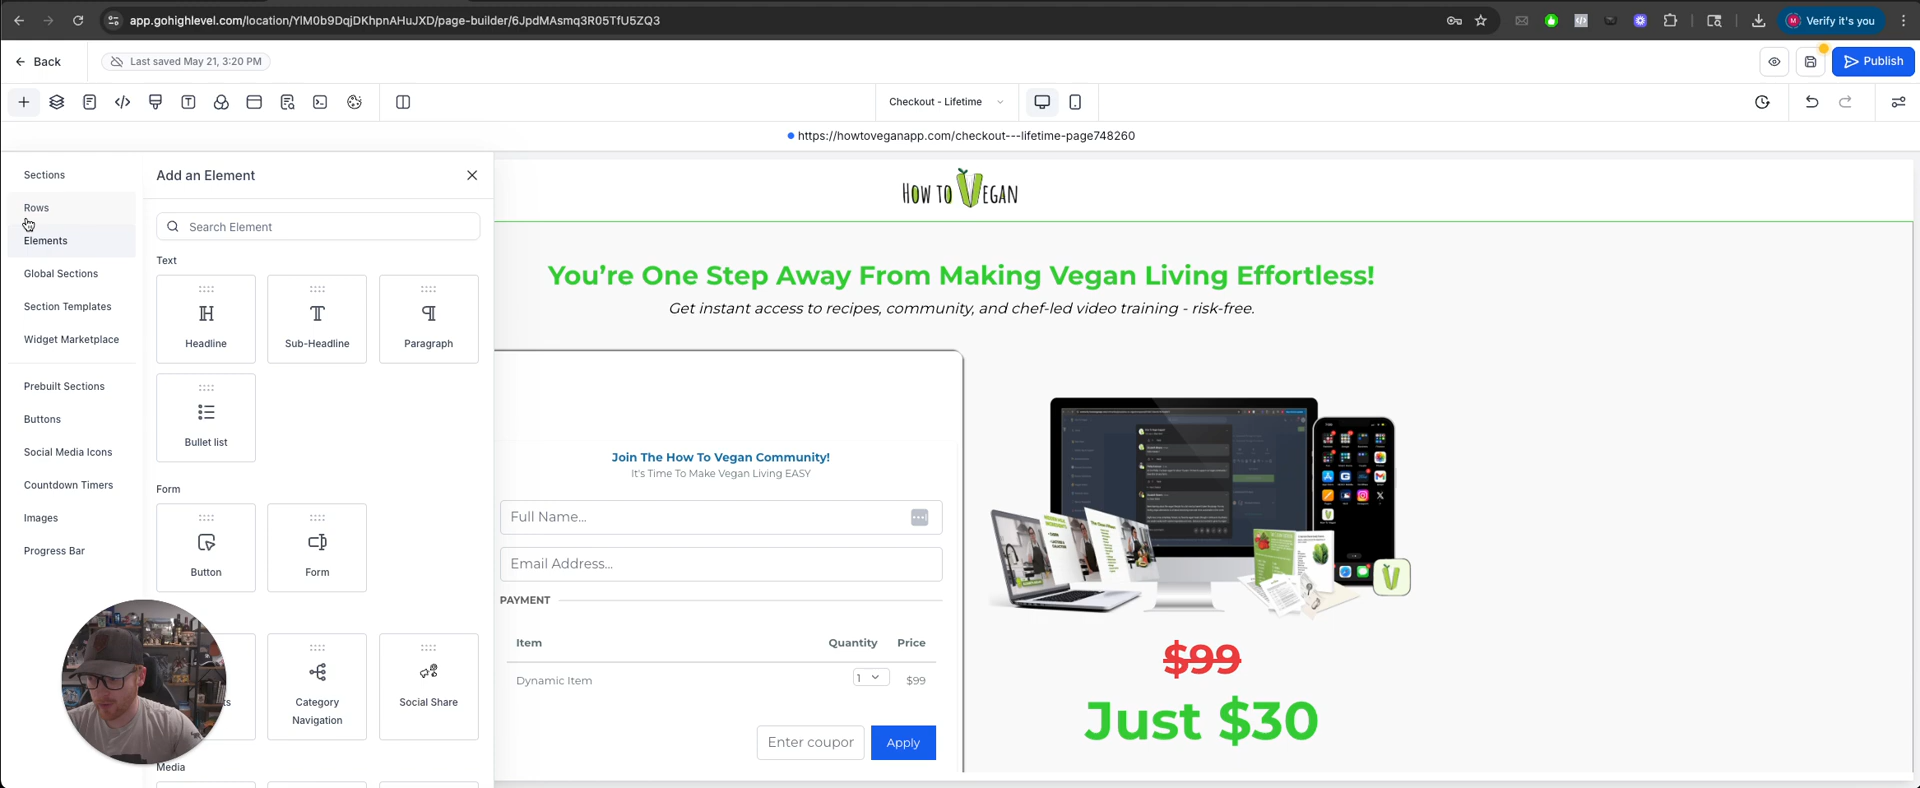 app.gohighlevel.com/location/YlM0b9DqjDKhpnAHuJXD/page-builder/6JpdMAsmq3R05TfU5ZQ3
Verify it's you
Back
Last saved May 21, 3:20 PM
Publish
Checkout - Lifetime
https://howtoveganapp.com/checkout---lifetime-page748260
Sections
Rows
Elements
Global Sections
Section Templates
Widget Marketplace
Prebuilt Sections
Buttons
Social Media Icons
Countdown Timers
Images
Progress Bar
Add an Element
Search Element
Text
Headline
Sub-Headline
Paragraph
Bullet list
Form
Button
Form
Category
Navigation
Social Share
Media
How to Vegan
You're One Step Away From Making Vegan Living Effortless!
Get instant access to recipes, community, and chef-led video training - risk-free.
Join The How To Vegan Community!
It's Time To Make Vegan Living EASY
Full Name...
Email Address...
PAYMENT
Item Quantity Price
Dynamic Item 1 $99
Enter coupon Apply
$99
Just $30